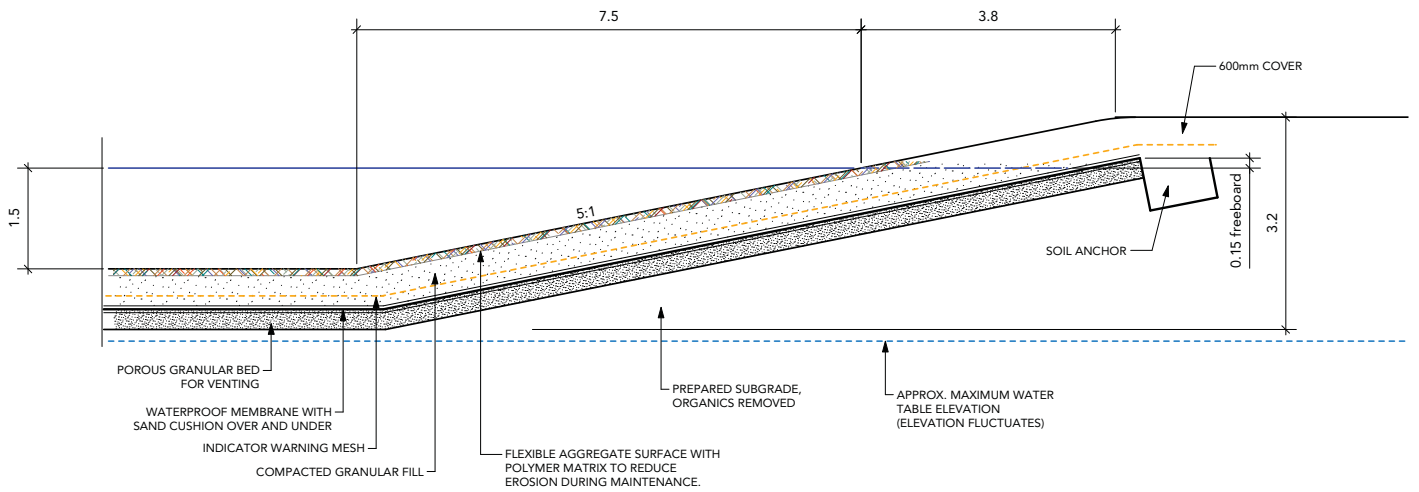 7.5
3.8
600mm COVER
1.5
5:1
0.15 freeboard
3.2
SOIL ANCHOR
POROUS GRANULAR BED
FOR VENTING
WATERPROOF MEMBRANE WITH
SAND CUSHION OVER AND UNDER
INDICATOR WARNING MESH
COMPACTED GRANULAR FILL
FLEXIBLE AGGREGATE SURFACE WITH
POLYMER MATRIX TO REDUCE
EROSION DURING MAINTENANCE.
PREPARED SUBGRADE,
ORGANICS REMOVED
APPROX. MAXIMUM WATER
TABLE ELEVATION
(ELEVATION FLUCTUATES)